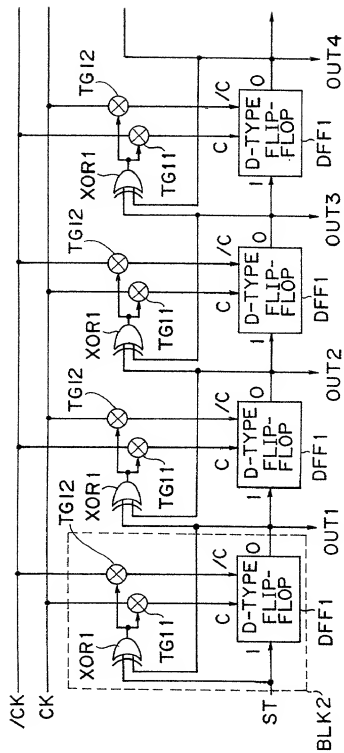 /CK
CK
TG12
TG12
TG12
TG12
XOR1
XOR1
XOR1
XOR1
TG11
TG11
TG11
TG11
C
/C
C
/C
C
/C
C
/C
I
D-TYPE
FLIP-
FLOP
O
I
D-TYPE
FLIP-
FLOP
O
I
D-TYPE
FLIP-
FLOP
O
I
D-TYPE
FLIP-
FLOP
O
ST
DFF1
DFF1
DFF1
DFF1
BLK2
OUT1
OUT2
OUT3
OUT4